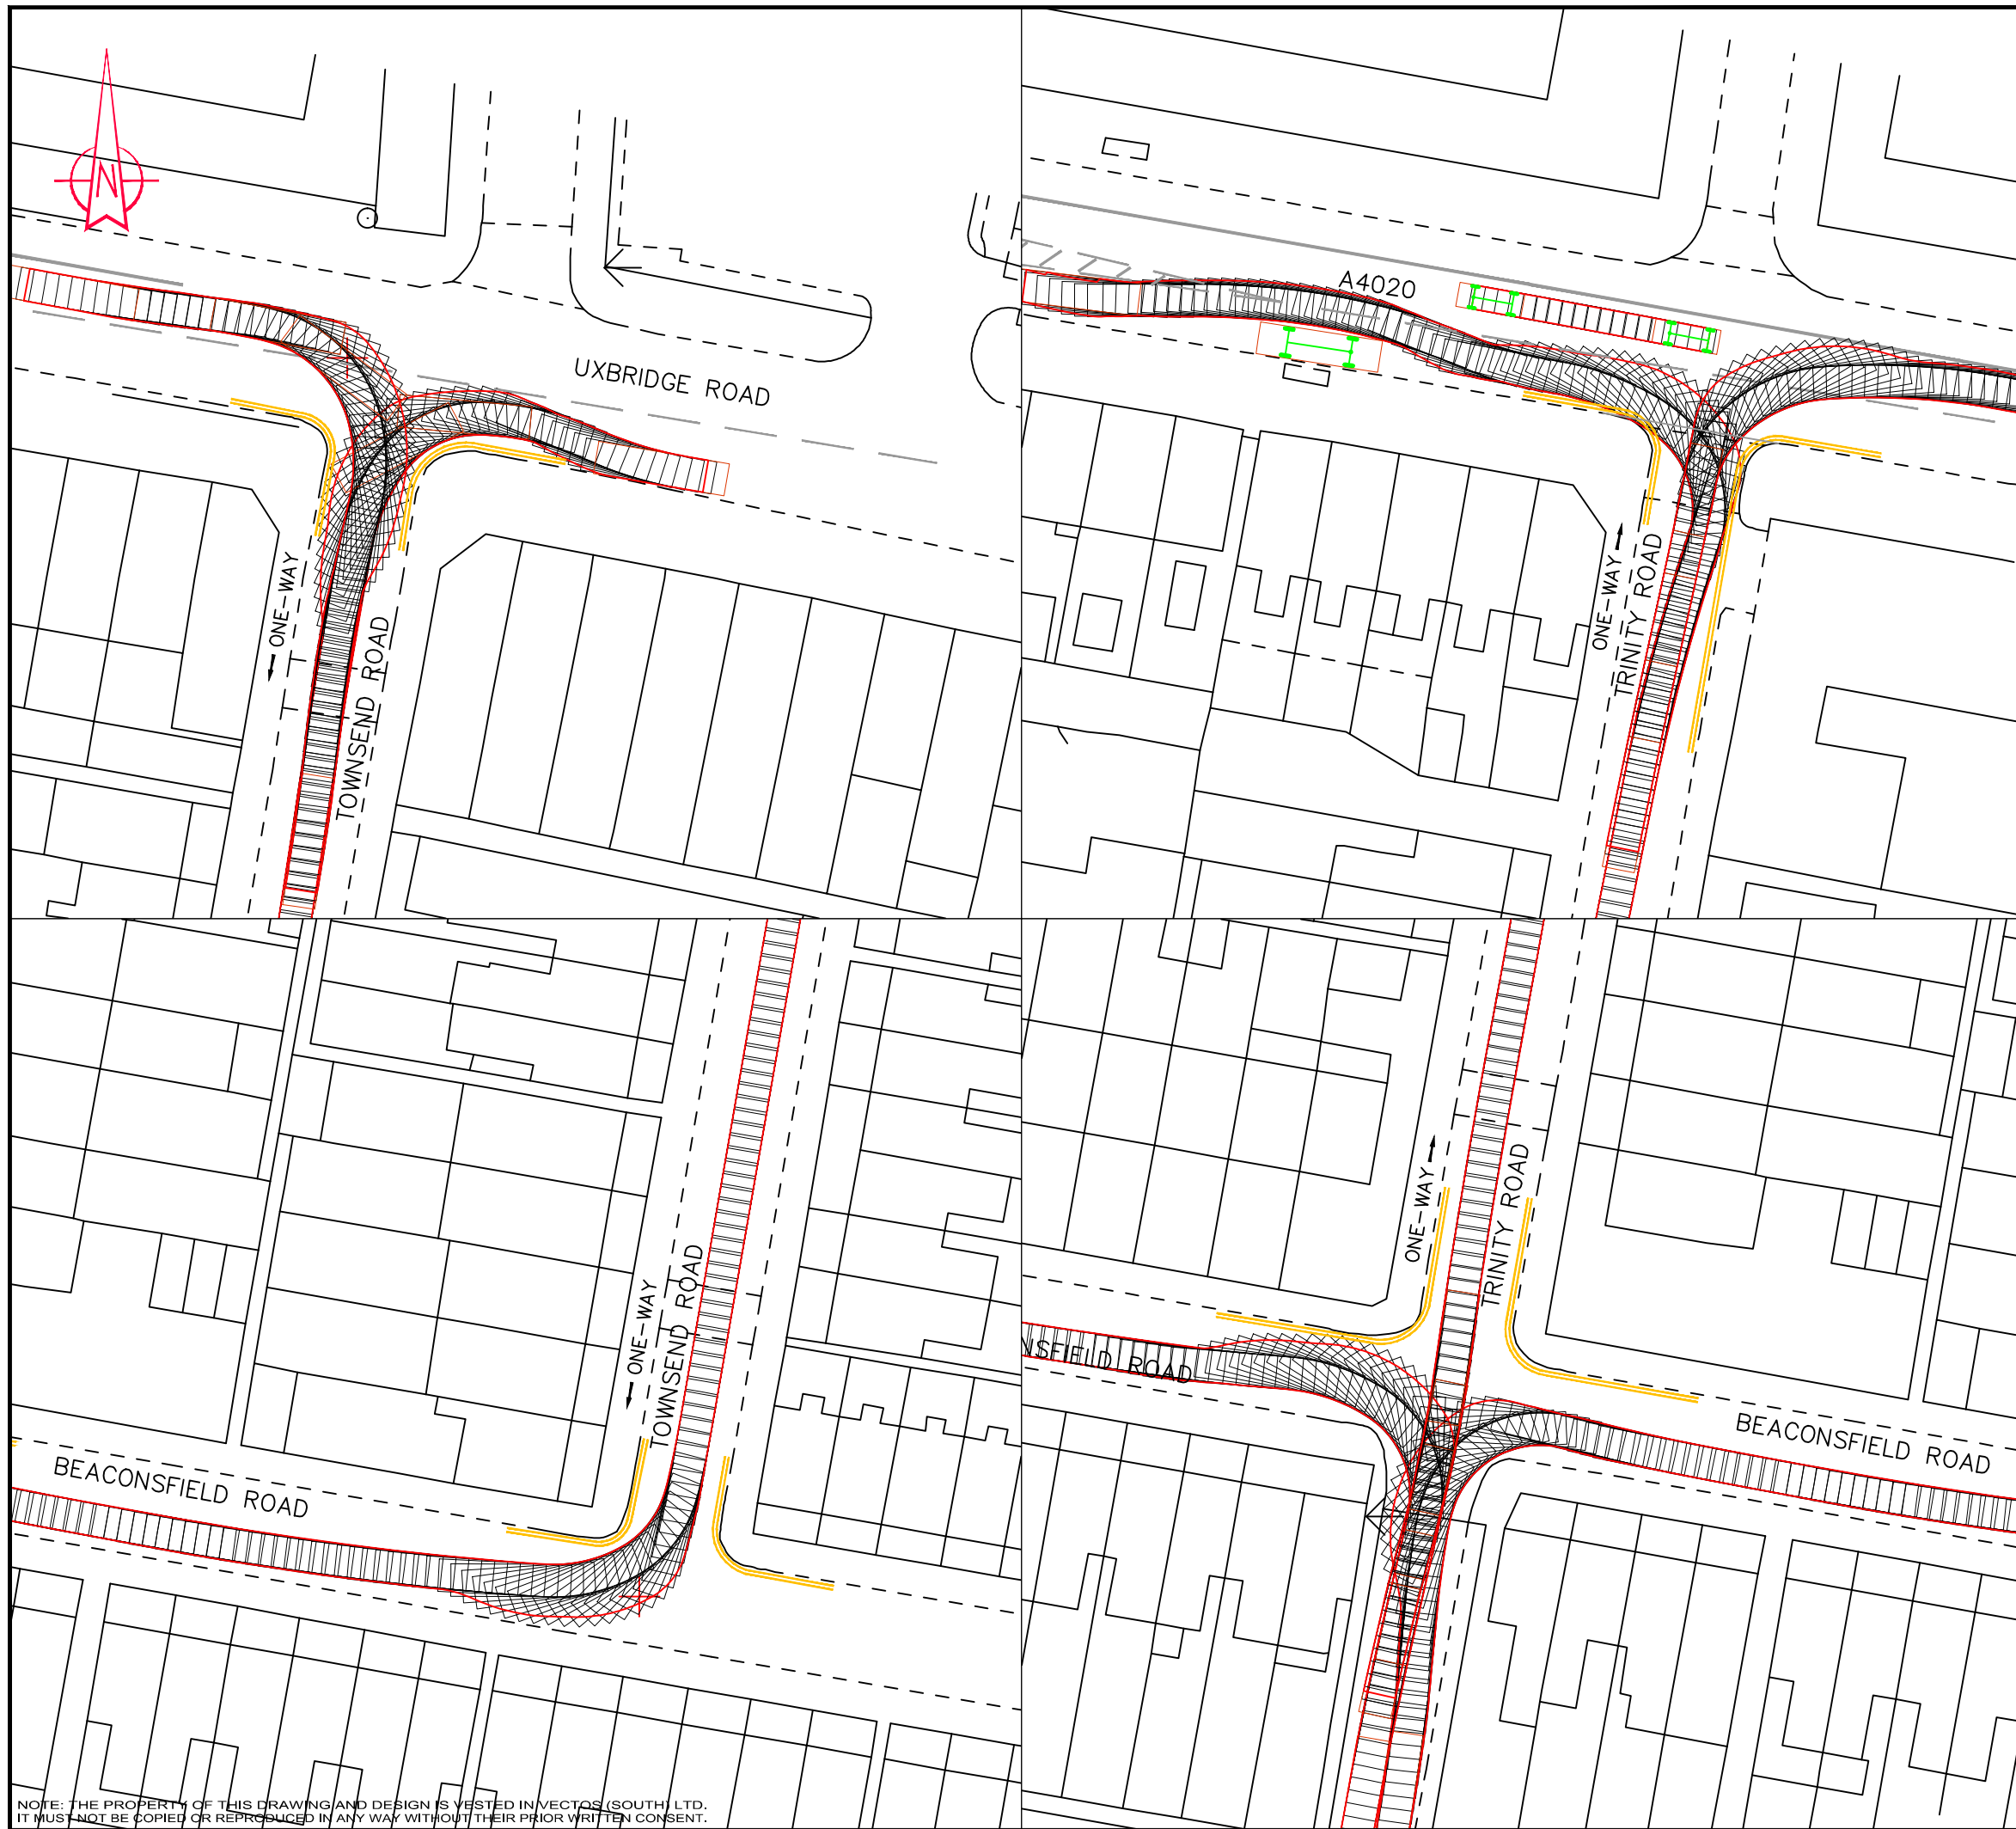 N
UXBRIDGE ROAD
ONE-WAY
TOWNSEND ROAD
A4020
ONE-WAY
TRINITY ROAD
ONE-WAY
TOWNSEND ROAD
BEACONSFIELD ROAD
ONE-WAY
TRINITY ROAD
NSFIELD ROAD
BEACONSFIELD ROAD
NOTE: THE PROPERTY OF THIS DRAWING AND DESIGN IS VESTED IN VECTOS (SOUTH) LTD.
IT MUST NOT BE COPIED OR REPRODUCED IN ANY WAY WITHOUT THEIR PRIOR WRITTEN CONSENT.